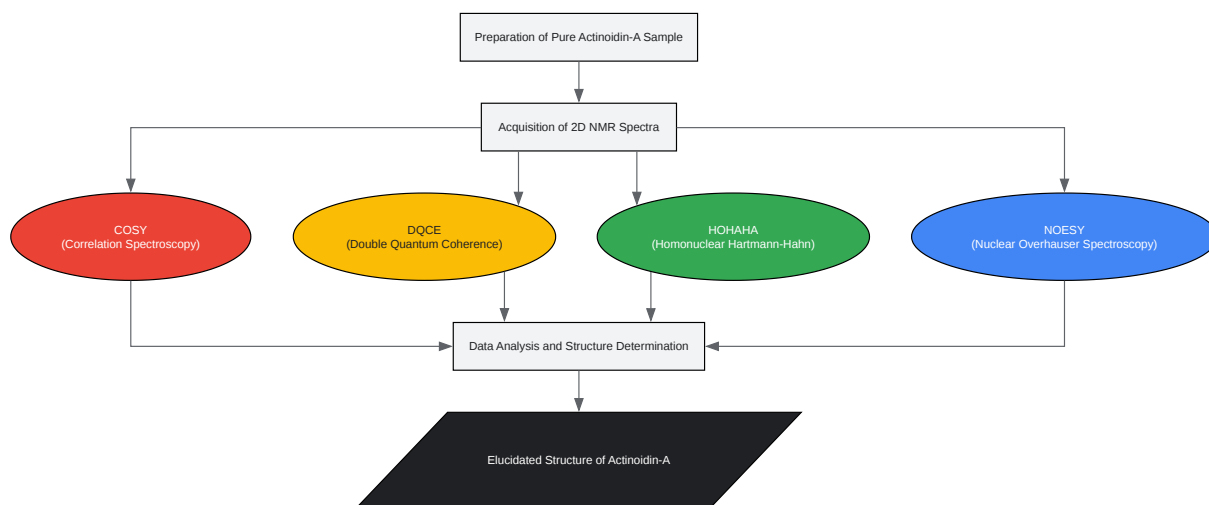 Preparation of Pure Actinoidin-A Sample
Acquisition of 2D NMR Spectra
COSY
(Correlation Spectroscopy)
DQCE
(Double Quantum Coherence)
HOHAHA
(Homonuclear Hartmann-Hahn)
NOESY
(Nuclear Overhauser Spectroscopy)
Data Analysis and Structure Determination
Elucidated Structure of Actinoidin-A